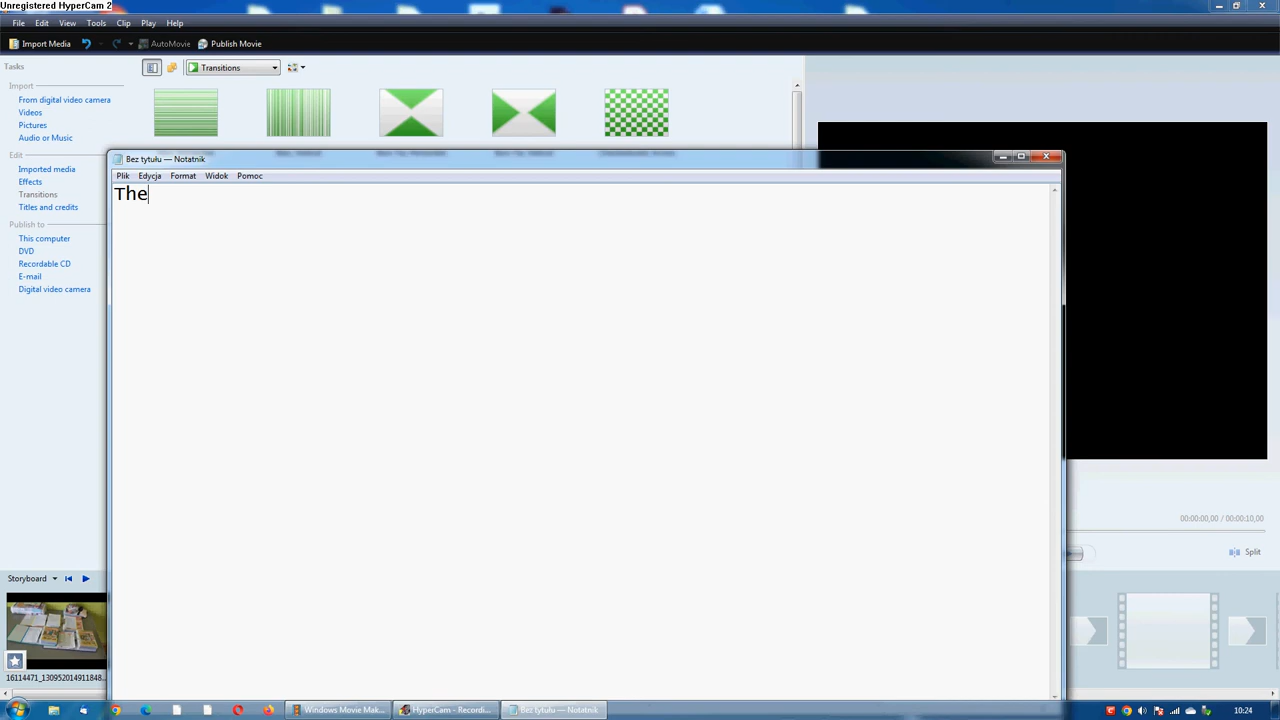 Unregistered HyperCam 2
File Edit View Tools Clip Play Help
Import Media AutoMovie Publish Movie
Tasks
Transitions
Import
From digital video camera
Videos
Pictures
Audio or Music
Edit
Imported media
Effects
Transitions
Titles and credits
Publish to
This computer
DVD
Recordable CD
E-mail
Digital video camera
Bez tytułu — Notatnik
Plik Edycja Format Widok Pomoc
The
00:00:00,00 / 00:00:10,00
Split
Storyboard
16114471_130952014911848...
Windows Movie Mak... HyperCam - Recordi... Bez tytułu — Notatnik
10:24